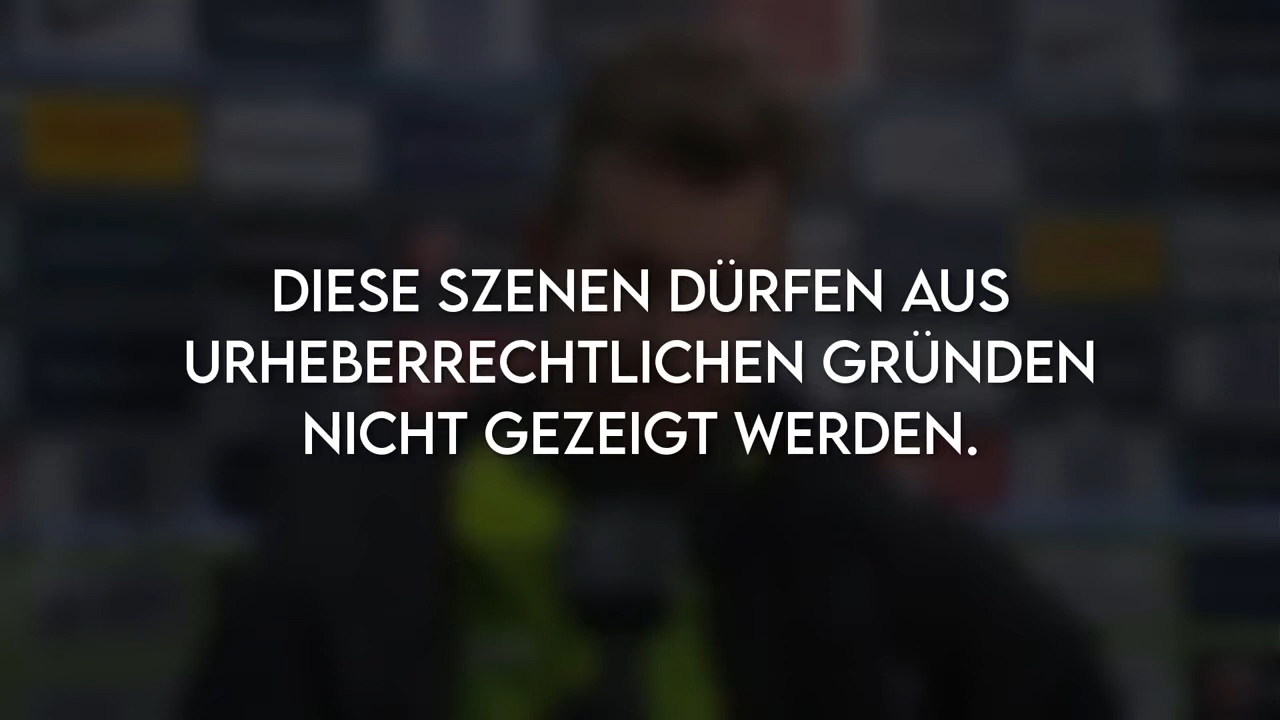 DIESE SZENEN DÜRFEN AUS
URHEBERRECHTLICHEN GRÜNDEN
NICHT GEZEIGT WERDEN.